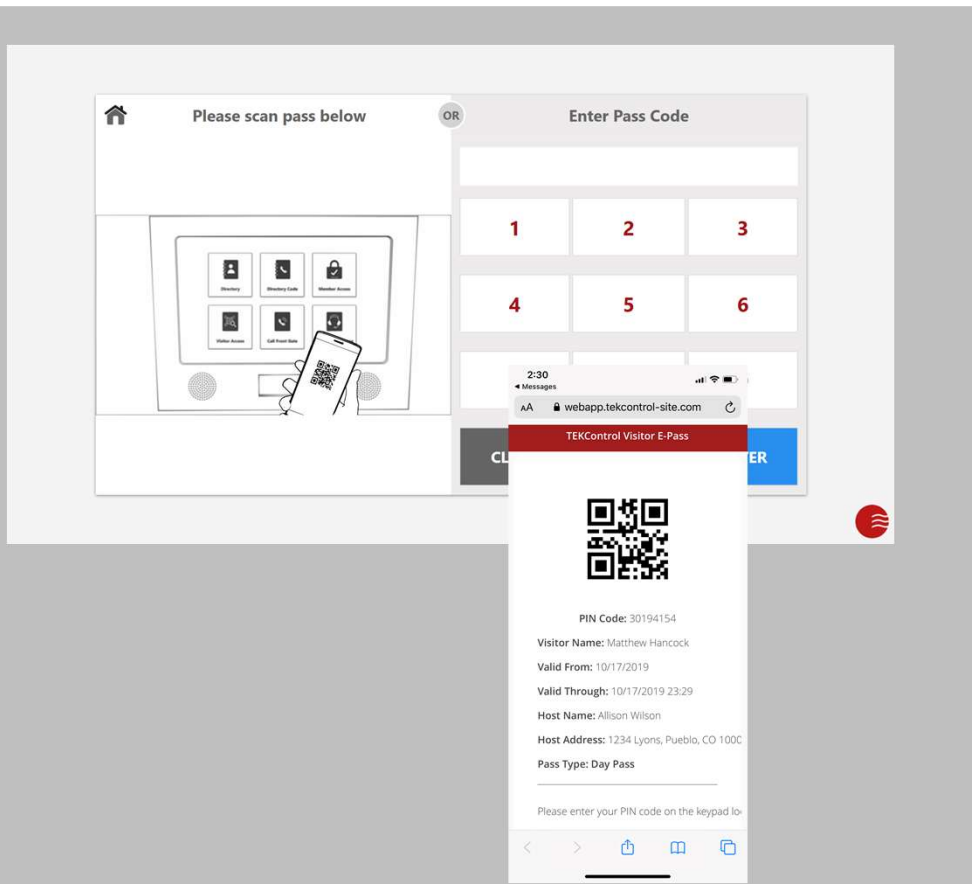 Please scan pass below
OR
Enter Pass Code
1
2
3
4
5
6
Directory
Directory Code
Member Access
Visitor Access
Call Front Gate
CL
ER
2:30
Messages
AA webapp.tekcontrol-site.com
TEKControl Visitor E-Pass
PIN Code: 30194154
Visitor Name: Matthew Hancock
Valid From: 10/17/2019
Valid Through: 10/17/2019 23:29
Host Name: Allison Wilson
Host Address: 1234 Lyons, Pueblo, CO 1000
Pass Type: Day Pass
Please enter your PIN code on the keypad lo